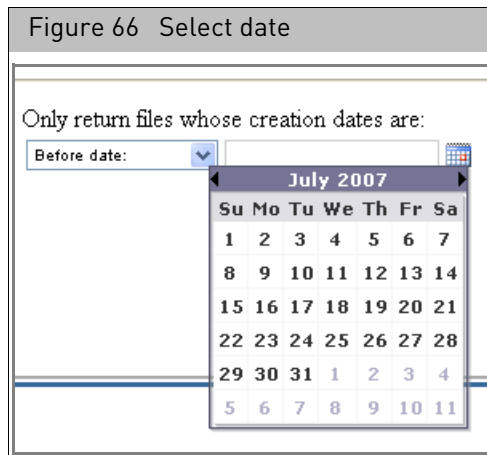 Figure 66 Select date
Only return files whose creation dates are:
Before date:
July 2007
Su Mo Tu We Th Fr Sa
1 2 3 4 5 6 7
8 9 10 11 12 13 14
15 16 17 18 19 20 21
22 23 24 25 26 27 28
29 30 31 1 2 3 4
5 6 7 8 9 10 11